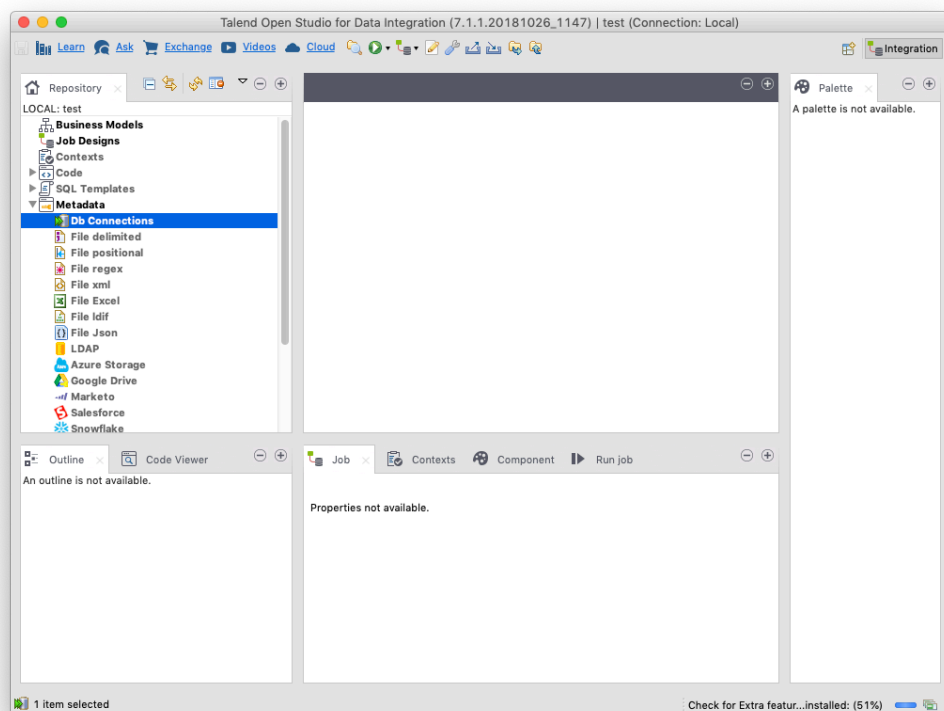 Talend Open Studio for Data Integration (7.1.1.20181026_1147) | test (Connection: Local)
Learn Ask Exchange Videos Cloud Integration
Repository
LOCAL: test
Business Models
Job Designs
Contexts
Code
SQL Templates
Metadata
Db Connections
File delimited
File positional
File regex
File xml
File Excel
File ldif
File Json
LDAP
Azure Storage
Google Drive
Marketo
Salesforce
Snowflake
Palette
A palette is not available.
Outline Code Viewer
An outline is not available.
Job Contexts Component Run job
Properties not available.
1 item selected
Check for Extra featur...installed: (51%)